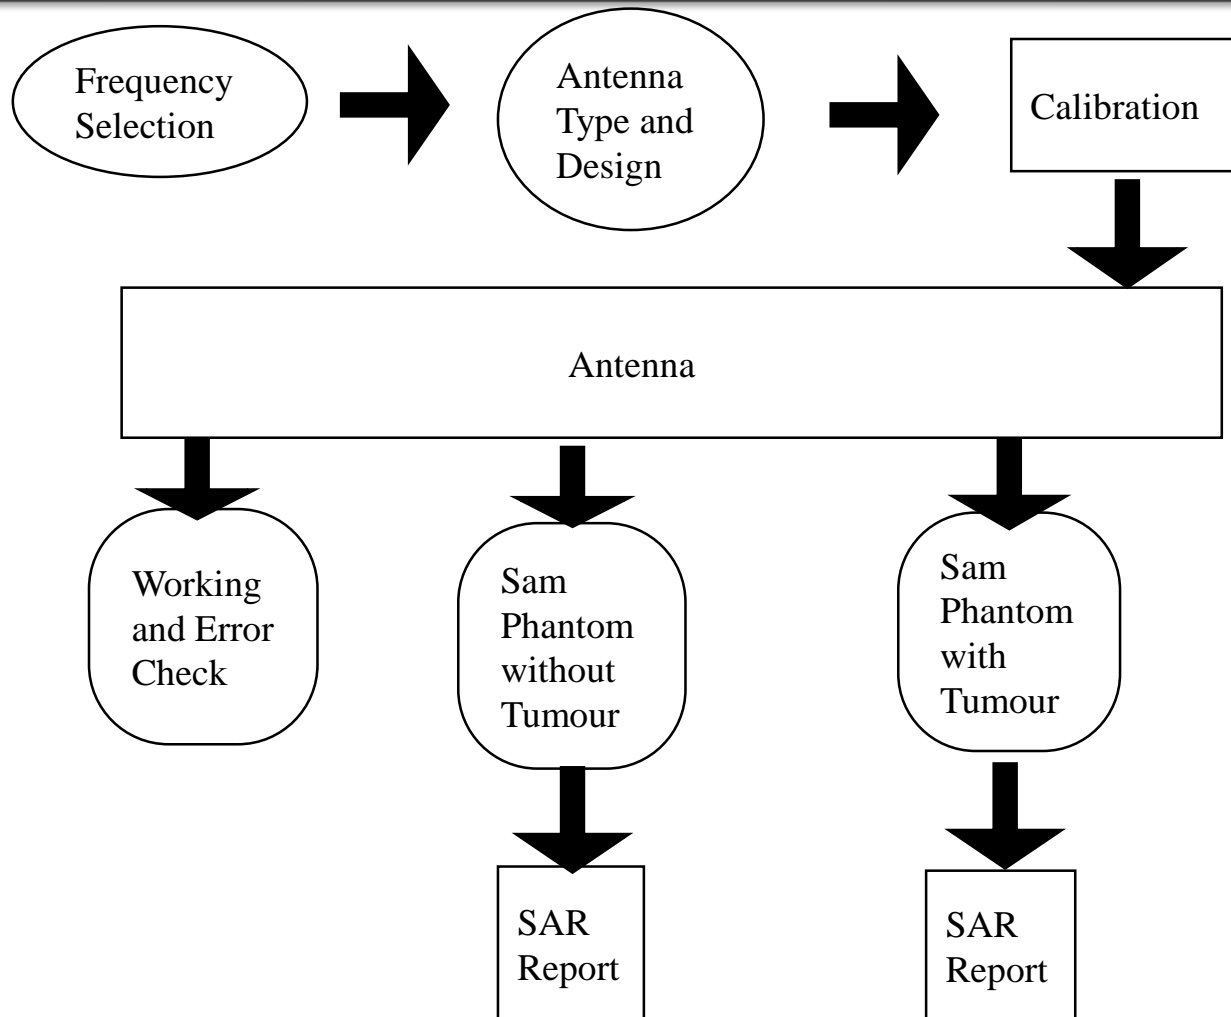 Frequency
Selection
Antenna
Type and
Design
Calibration
Antenna
Working
and Error
Check
Sam
Phantom
without
Tumour
Sam
Phantom
with
Tumour
SAR
Report
SAR
Report